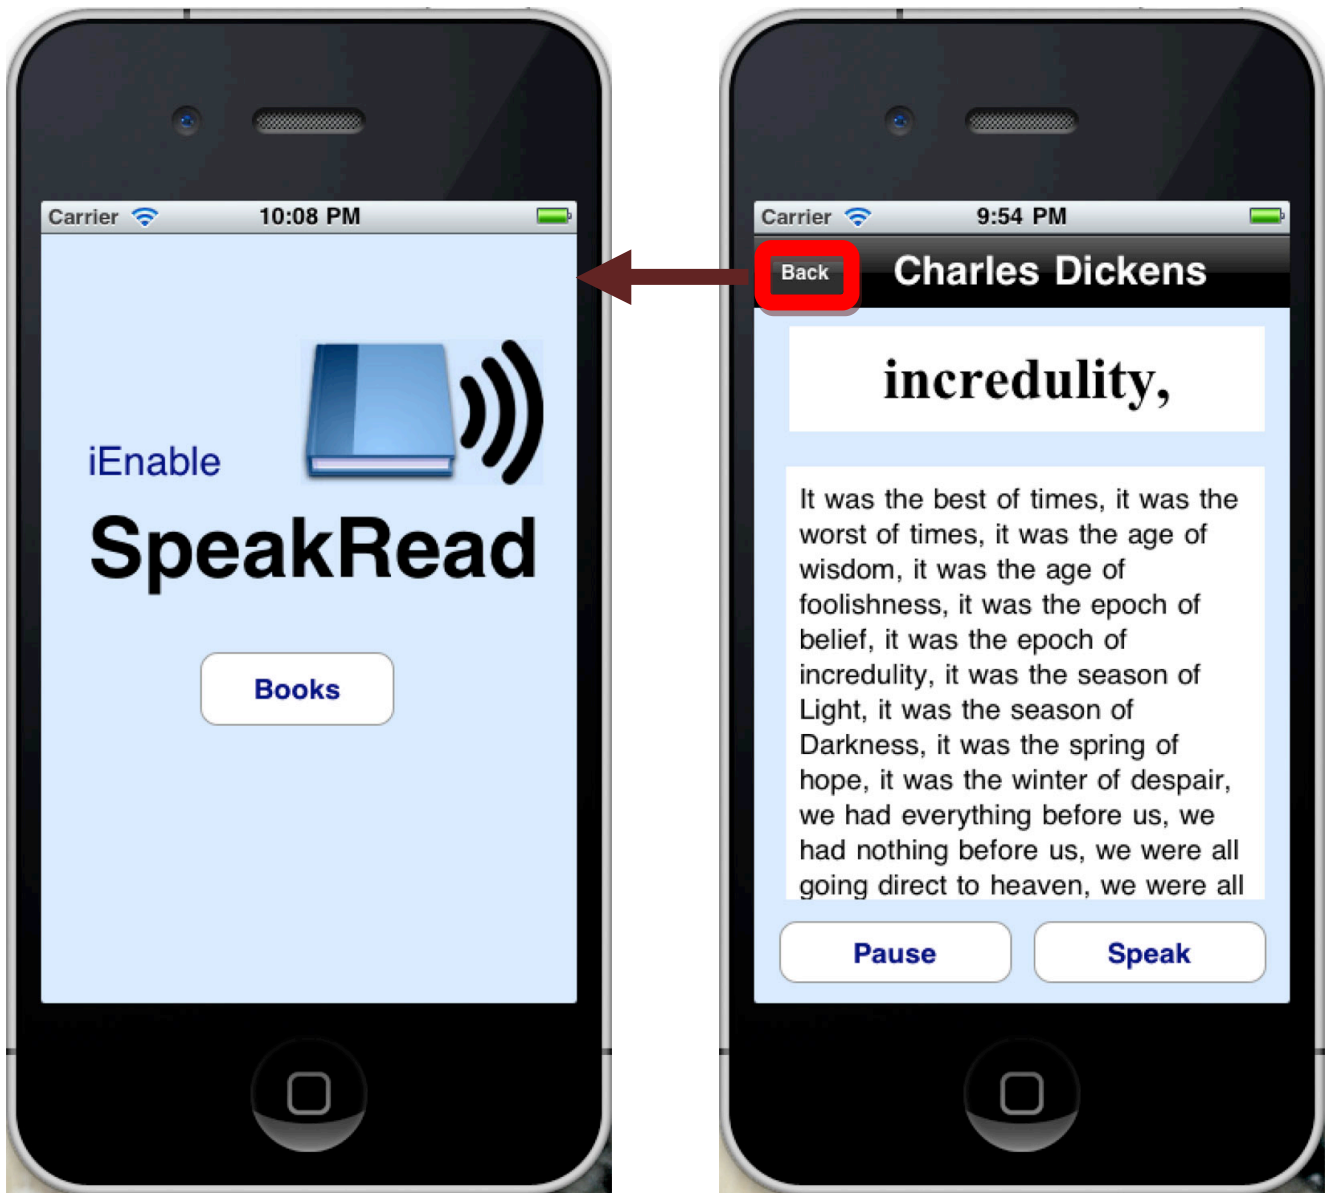 Carrier 10:08 PM
iEnable
SpeakRead
Books
Carrier 9:54 PM
Back Charles Dickens
incredulity,
It was the best of times, it was the
worst of times, it was the age of
wisdom, it was the age of
foolishness, it was the epoch of
belief, it was the epoch of
incredulity, it was the season of
Light, it was the season of
Darkness, it was the spring of
hope, it was the winter of despair,
we had everything before us, we
had nothing before us, we were all
going direct to heaven, we were all
Pause Speak